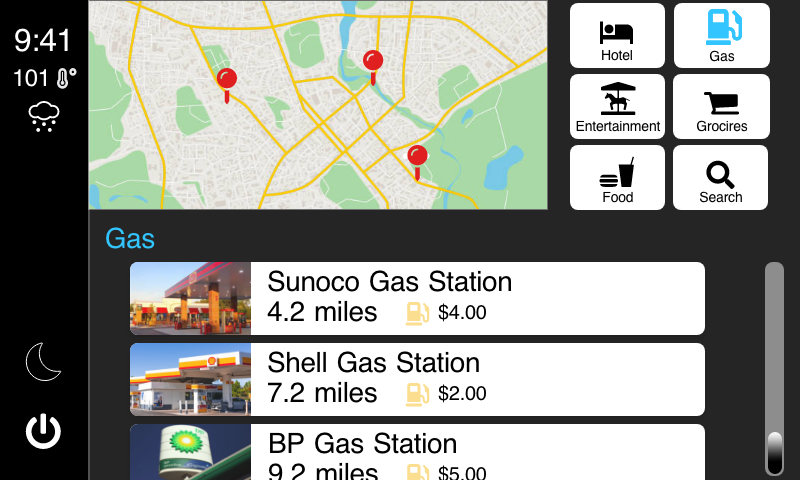 9:41
101 °
Hotel
Gas
Entertainment
Grocires
Food
Search
Gas
Sunoco Gas Station
4.2 miles $4.00
Shell Gas Station
7.2 miles $2.00
BP Gas Station
9.2 miles $5.00